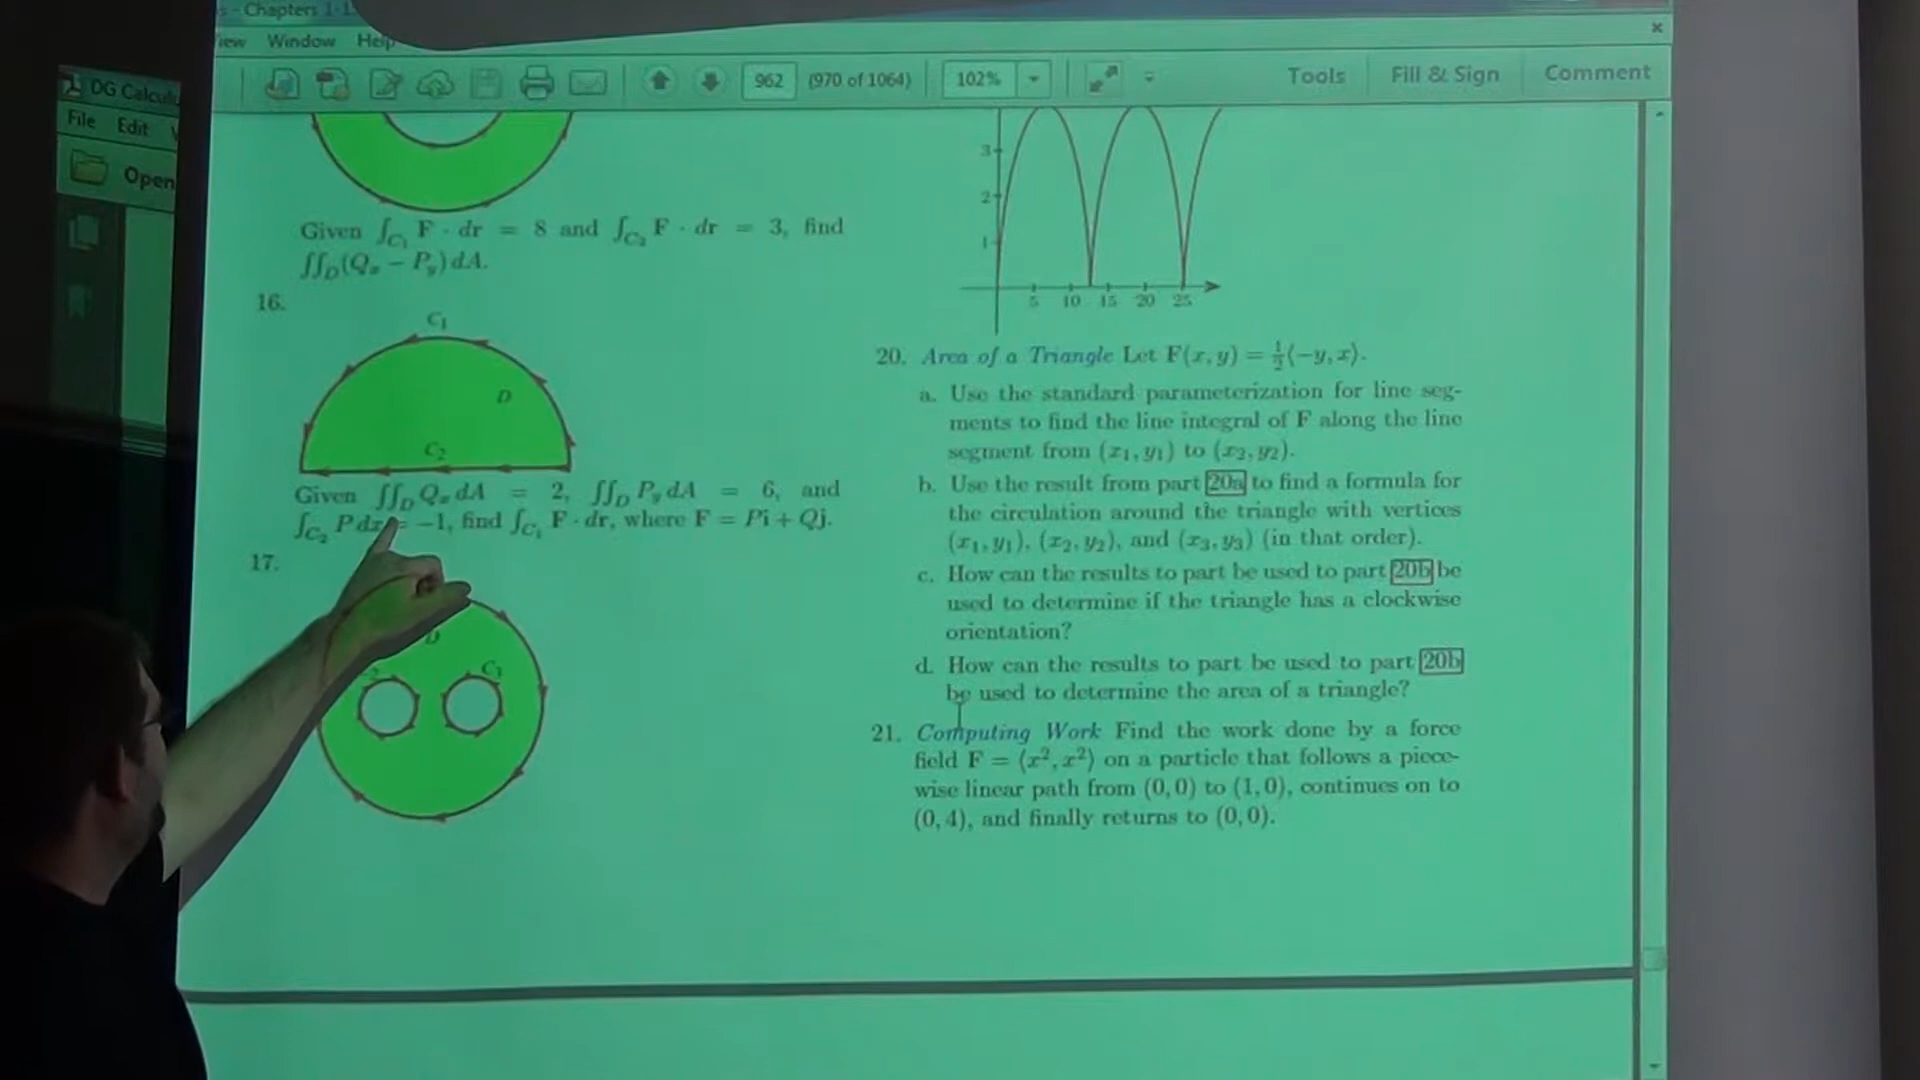 s - Chapters 1-1
iew Window Help
DG Calcul
File Edit V
Open
962 (970 of 1064) 102% Tools Fill & Sign Comment
Given ∫C₁ F · dr = 8 and ∫C₂ F · dr = 3, find
∬D(Qₓ − Pᵧ) dA.
16.
C₁
D
C₂
Given ∬D Qₓ dA = 2, ∬D Pᵧ dA = 6, and
∫C₂ P dx = −1, find ∫C₁ F · dr, where F = Pi + Qj.
17.
D
2 C₃
3
2
1
5 10 15 20 25
20. Area of a Triangle Let F(x, y) = ½⟨−y, x⟩.
a. Use the standard parameterization for line seg-
ments to find the line integral of F along the line
segment from (x₁, y₁) to (x₂, y₂).
b. Use the result from part 20a to find a formula for
the circulation around the triangle with vertices
(x₁, y₁), (x₂, y₂), and (x₃, y₃) (in that order).
c. How can the results to part be used to part 20b be
used to determine if the triangle has a clockwise
orientation?
d. How can the results to part be used to part 20b
be used to determine the area of a triangle?
21. Computing Work Find the work done by a force
field F = ⟨x², x²⟩ on a particle that follows a piece-
wise linear path from (0, 0) to (1, 0), continues on to
(0, 4), and finally returns to (0, 0).